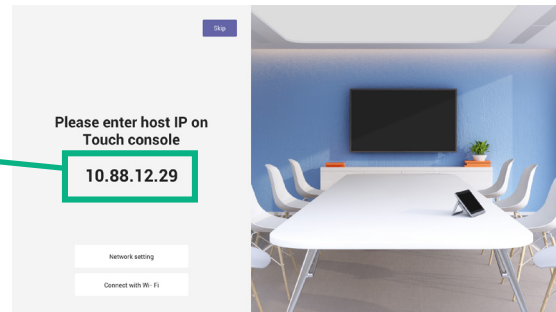 Skip
Please enter host IP on
Touch console
10.88.12.29
Network setting
Connect with Wi- Fi